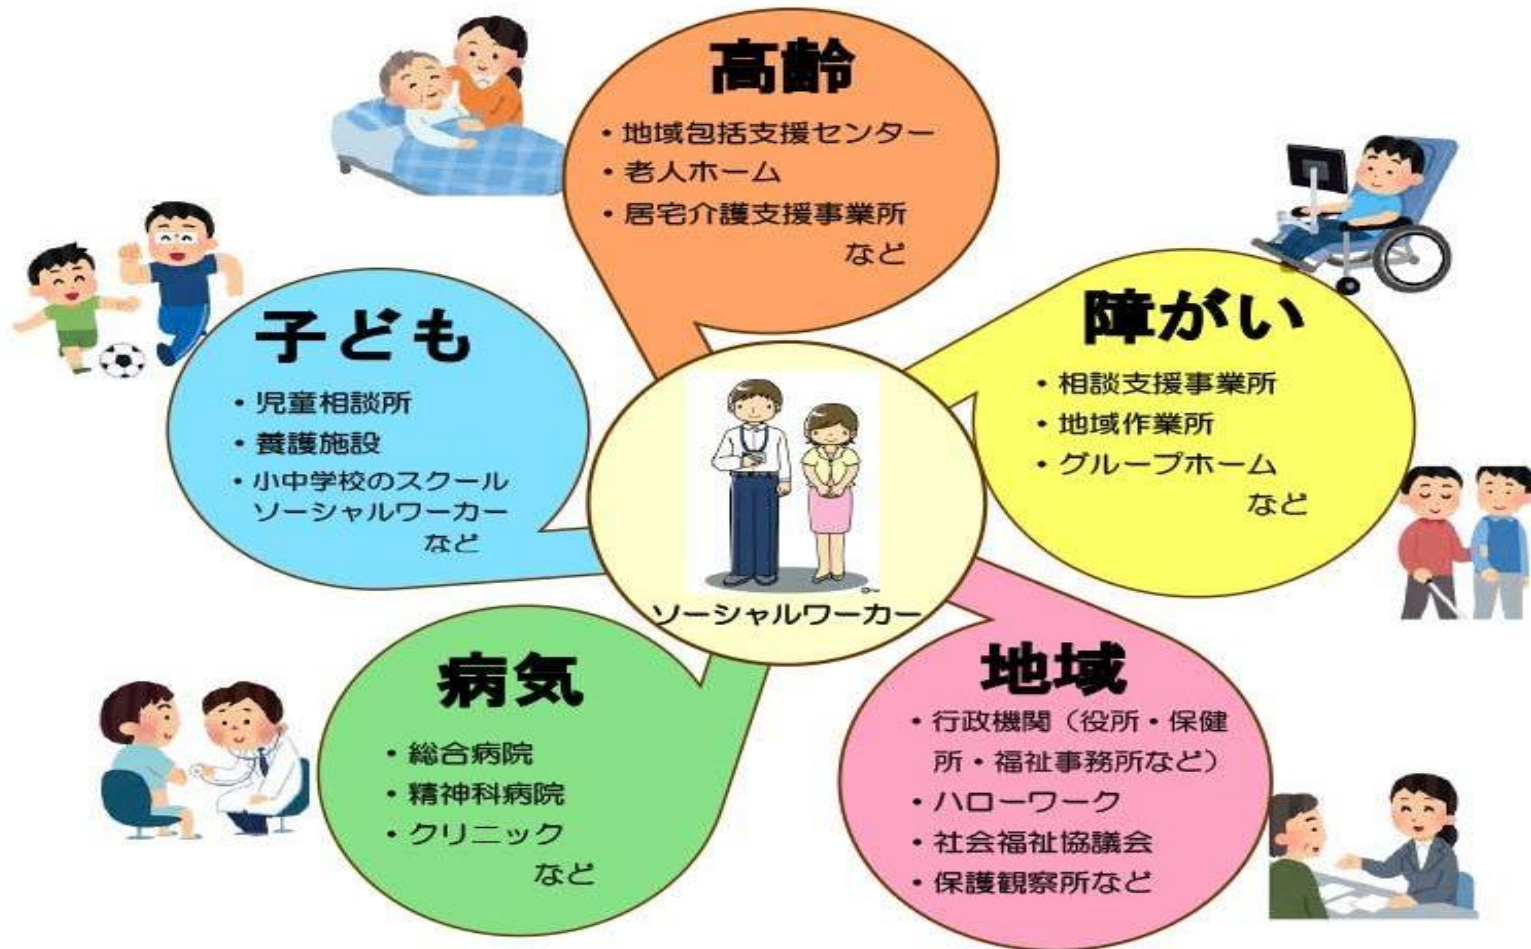 高齢
・地域包括支援センター
・老人ホーム
・居宅介護支援事業所
など
子ども
・児童相談所
・養護施設
・小中学校のスクール
ソーシャルワーカー
など
障がい
・相談支援事業所
・地域作業所
・グループホーム
など
ソーシャルワーカー
病気
・総合病院
・精神科病院
・クリニック
など
地域
・行政機関（役所・保健
所・福祉事務所など）
・ハローワーク
・社会福祉協議会
・保護観察所など